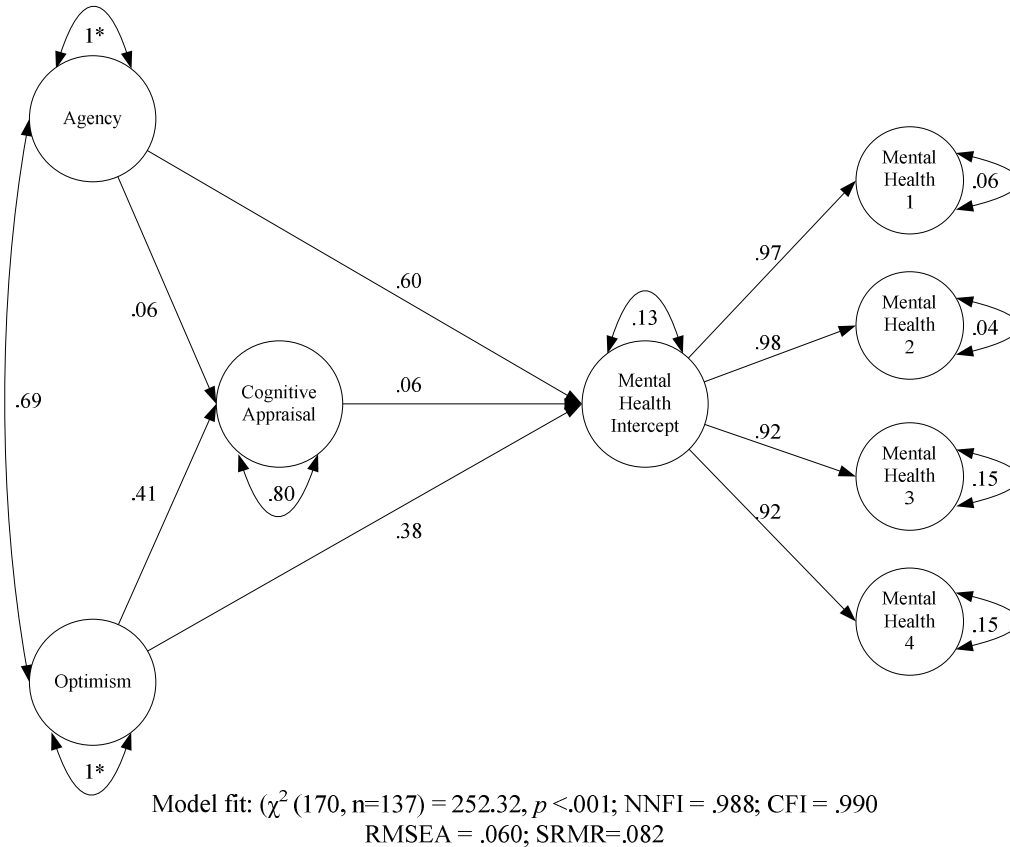 1*
Agency
Mental
Health
1
.06
.97
.60
.06
Mental
Health
2
.04
.13
.98
Cognitive
Appraisal
.06
Mental
Health
Intercept
.69
.92
Mental
Health
3
.15
.41
.80
.38
.92
Mental
Health
4
.15
Optimism
1*
Model fit: (χ² (170, n=137) = 252.32, p <.001; NNFI = .988; CFI = .990
RMSEA = .060; SRMR=.082